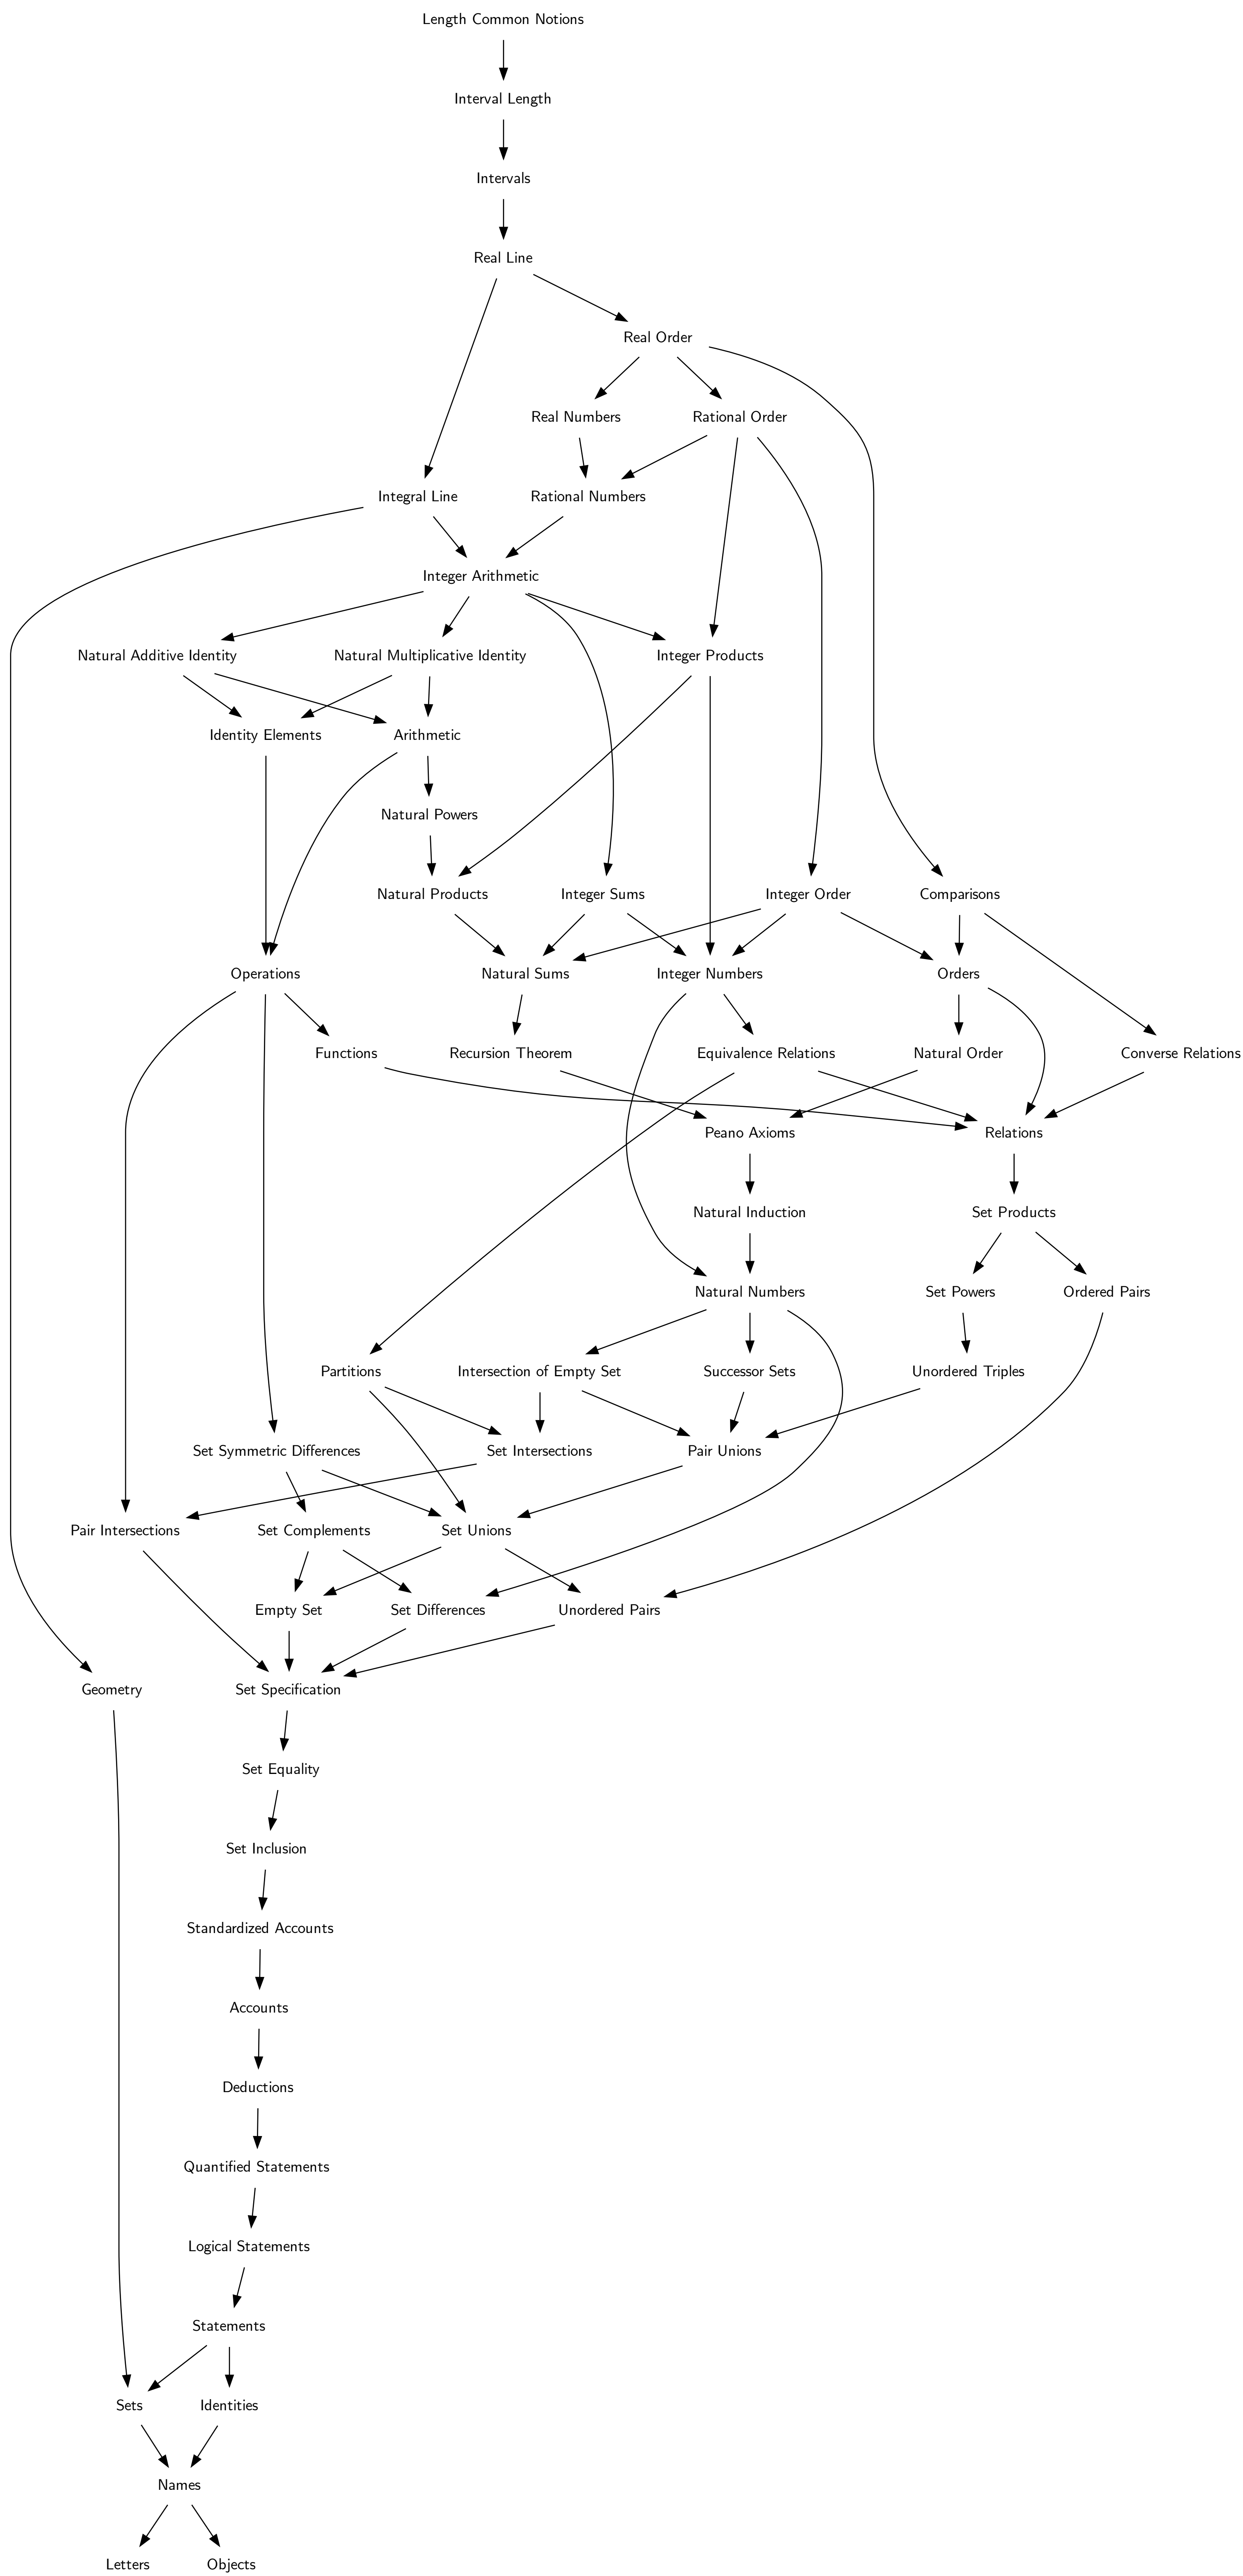 Length Common Notions
Interval Length
Intervals
Real Line
Real Order
Real Numbers
Rational Order
Integral Line
Rational Numbers
Integer Arithmetic
Natural Additive Identity
Natural Multiplicative Identity
Integer Products
Identity Elements
Arithmetic
Natural Powers
Natural Products
Integer Sums
Integer Order
Comparisons
Operations
Natural Sums
Integer Numbers
Orders
Functions
Recursion Theorem
Equivalence Relations
Natural Order
Converse Relations
Peano Axioms
Relations
Natural Induction
Set Products
Natural Numbers
Set Powers
Ordered Pairs
Partitions
Intersection of Empty Set
Successor Sets
Unordered Triples
Set Symmetric Differences
Set Intersections
Pair Unions
Pair Intersections
Set Complements
Set Unions
Empty Set
Set Differences
Unordered Pairs
Geometry
Set Specification
Set Equality
Set Inclusion
Standardized Accounts
Accounts
Deductions
Quantified Statements
Logical Statements
Statements
Sets
Identities
Names
Letters
Objects